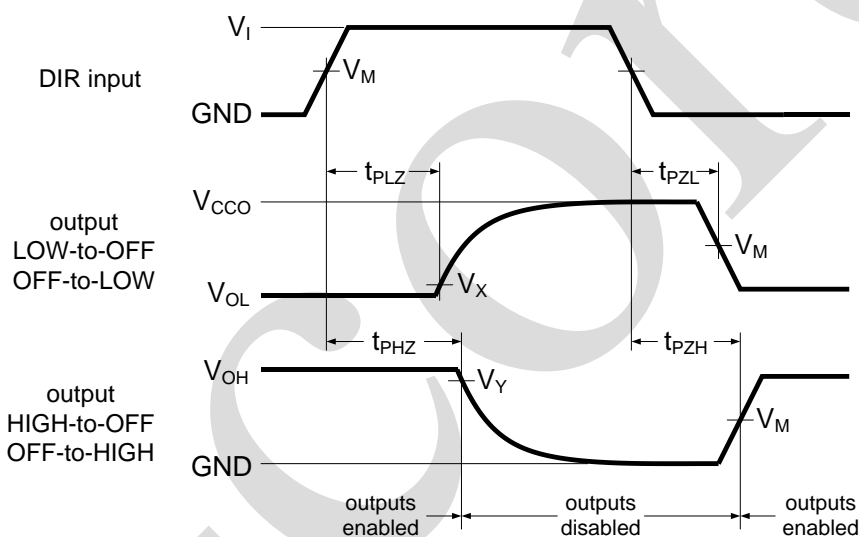 V_I
DIR input
V_M
GND
t_PLZ
t_PZL
V_CCO
output
LOW-to-OFF
OFF-to-LOW
V_M
V_OL
V_X
t_PHZ
t_PZH
V_OH
V_Y
output
HIGH-to-OFF
OFF-to-HIGH
V_M
GND
outputs
enabled
outputs
disabled
outputs
enabled